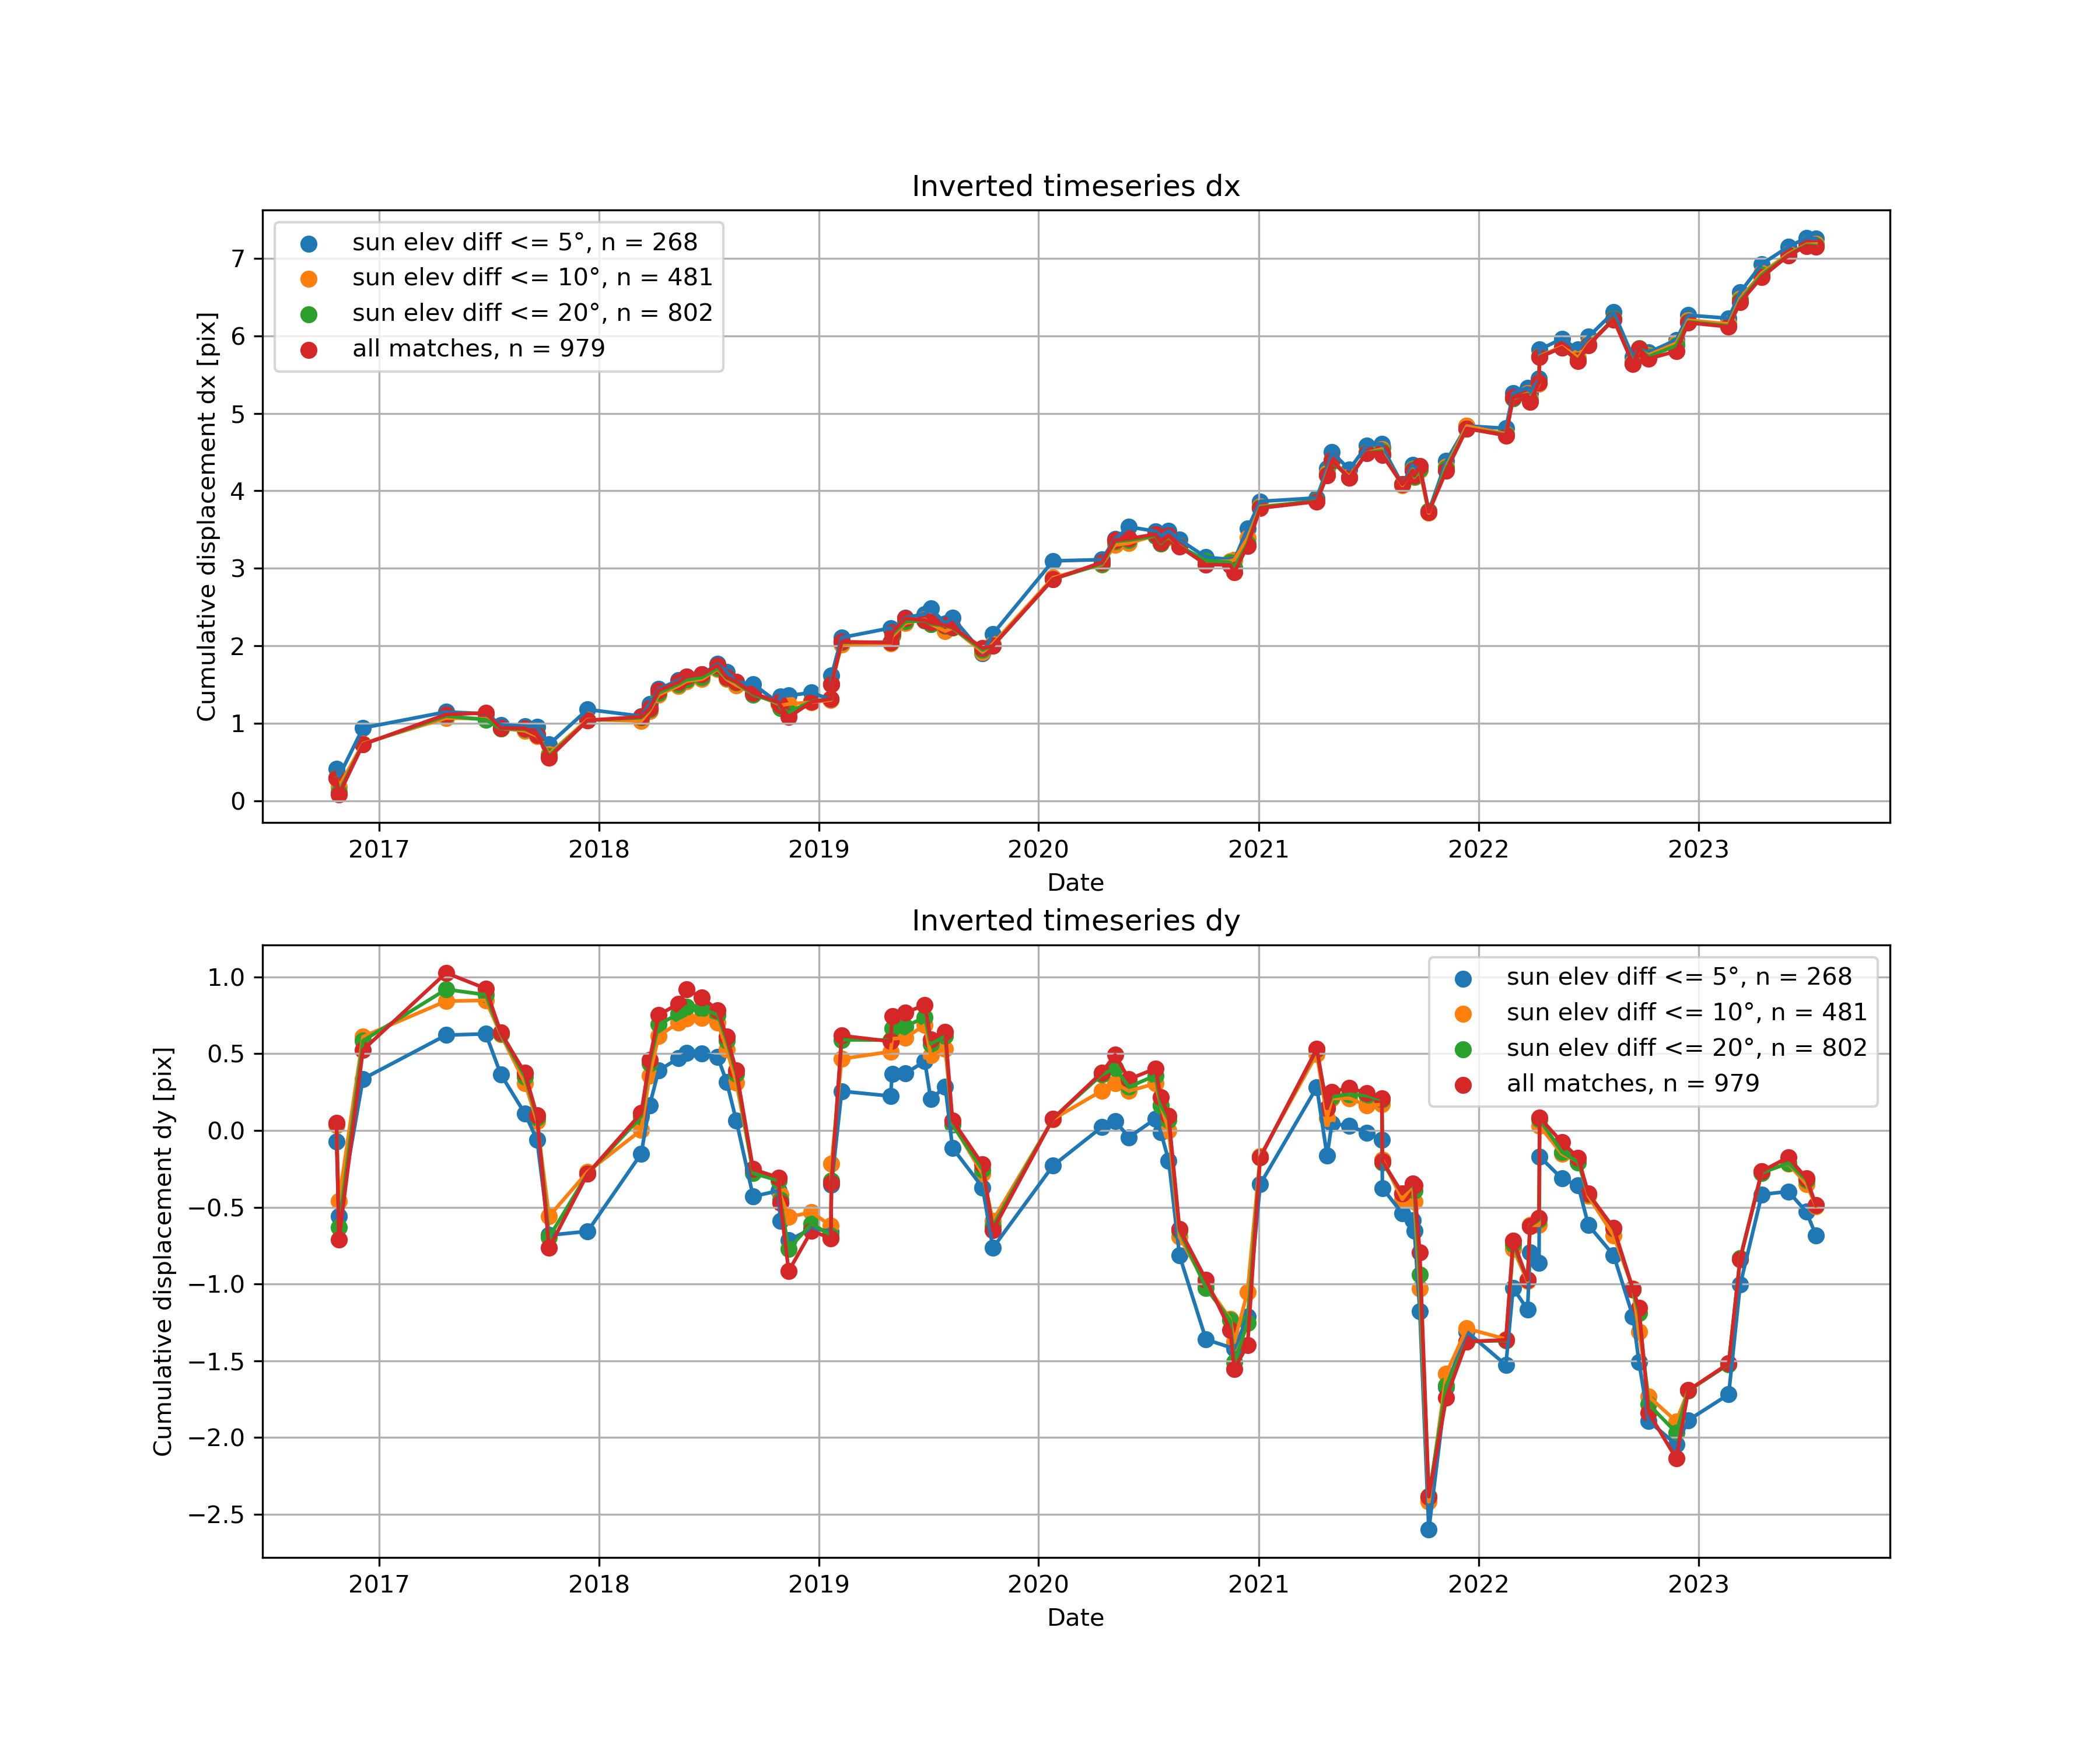 Inverted timeseries dx
sun elev diff <= 5°, n = 268
sun elev diff <= 10°, n = 481
sun elev diff <= 20°, n = 802
all matches, n = 979
Cumulative displacement dx [pix]
7
6
5
4
3
2
1
0
2017 2018 2019 2020 2021 2022 2023
Date
Inverted timeseries dy
sun elev diff <= 5°, n = 268
sun elev diff <= 10°, n = 481
sun elev diff <= 20°, n = 802
all matches, n = 979
Cumulative displacement dy [pix]
1.0
0.5
0.0
−0.5
−1.0
−1.5
−2.0
−2.5
2017 2018 2019 2020 2021 2022 2023
Date